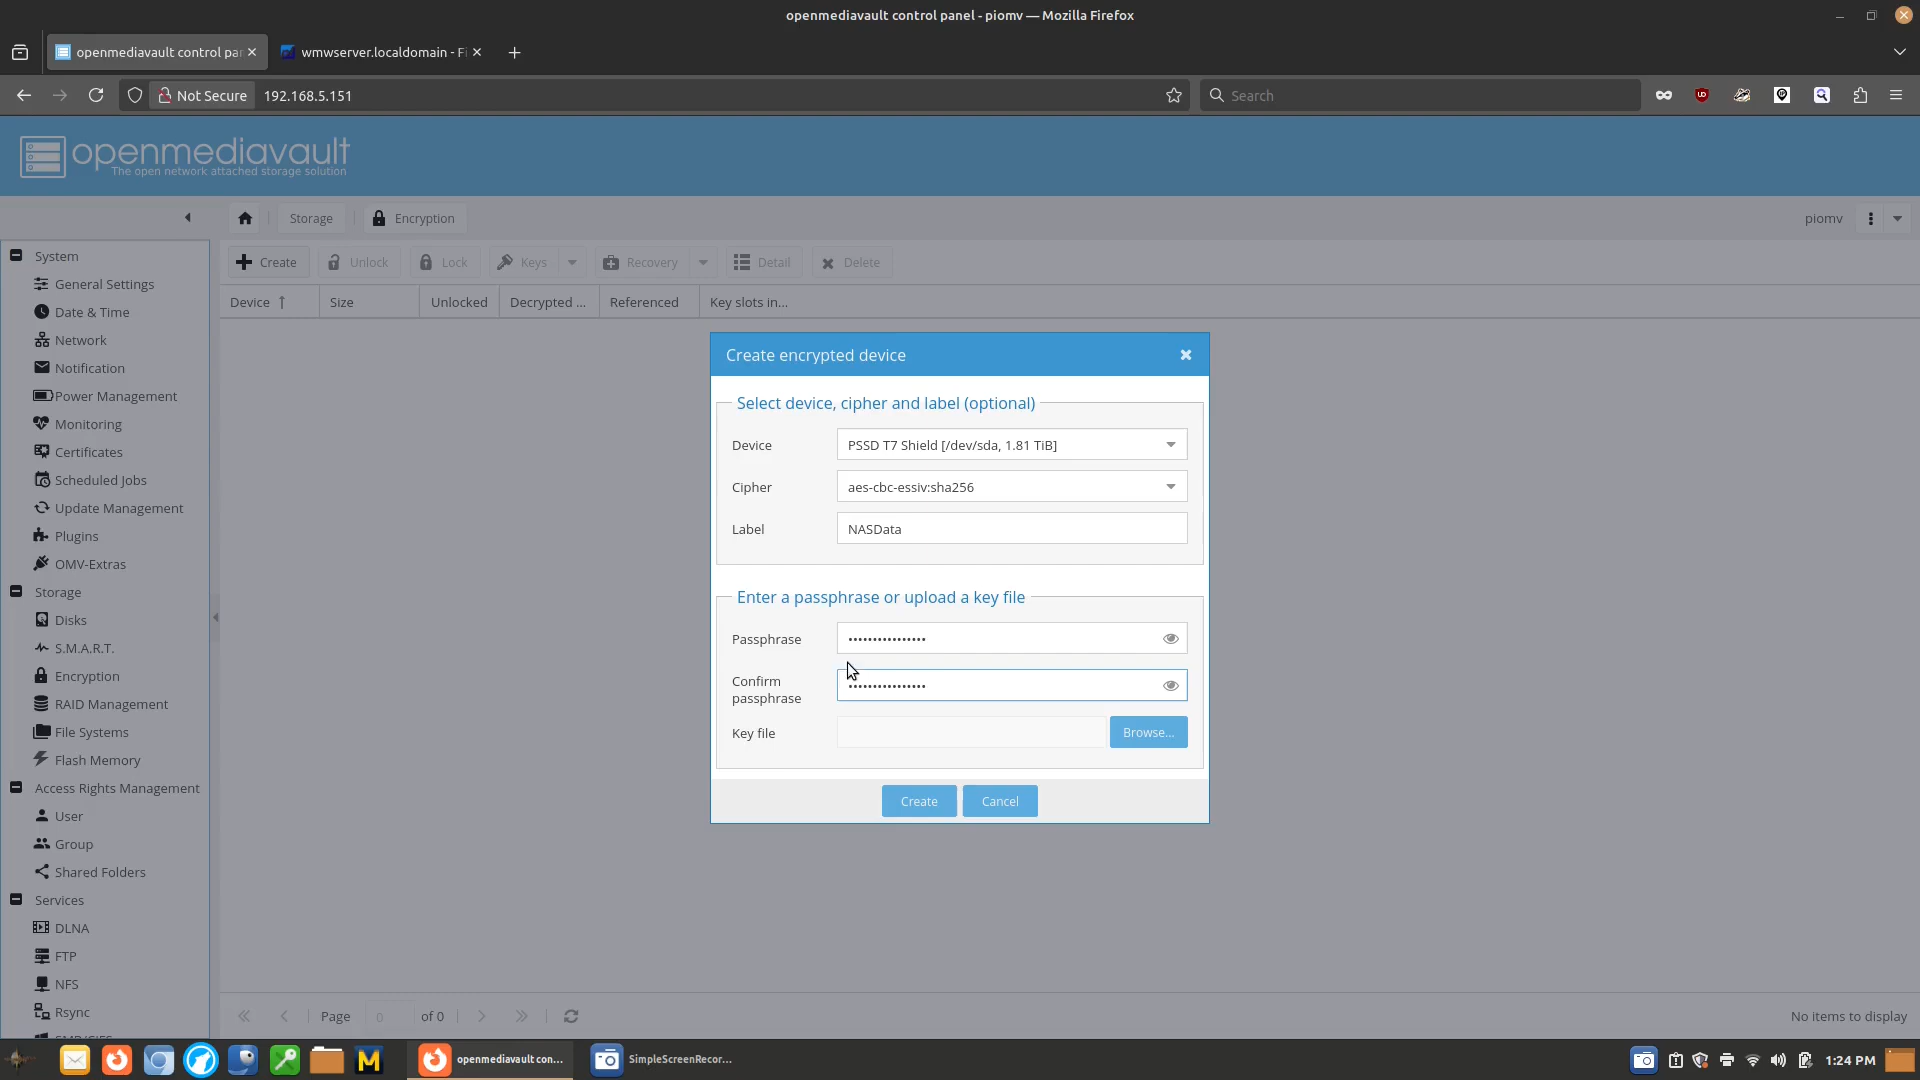 openmediavault control panel - piomv — Mozilla Firefox
openmediavault control par
wmwserver.localdomain - Fi
Not Secure
192.168.5.151
Search
openmediavault
The open network attached storage solution
Storage
Encryption
piomv
System
General Settings
Date & Time
Network
Notification
Power Management
Monitoring
Certificates
Scheduled Jobs
Update Management
Plugins
OMV-Extras
Storage
Disks
S.M.A.R.T.
Encryption
RAID Management
File Systems
Flash Memory
Access Rights Management
User
Group
Shared Folders
Services
DLNA
FTP
NFS
Rsync
Create Unlock Lock Keys Recovery Detail Delete
Device Size Unlocked Decrypted ... Referenced Key slots in...
Create encrypted device
Select device, cipher and label (optional)
Device PSSD T7 Shield [/dev/sda, 1.81 TiB]
Cipher aes-cbc-essiv:sha256
Label NASData
Enter a passphrase or upload a key file
Passphrase ••••••••••••••••
Confirm passphrase ••••••••••••••••
Key file Browse...
Create Cancel
Page 0 of 0
No items to display
openmediavault con...
SimpleScreenRecor...
1:24 PM